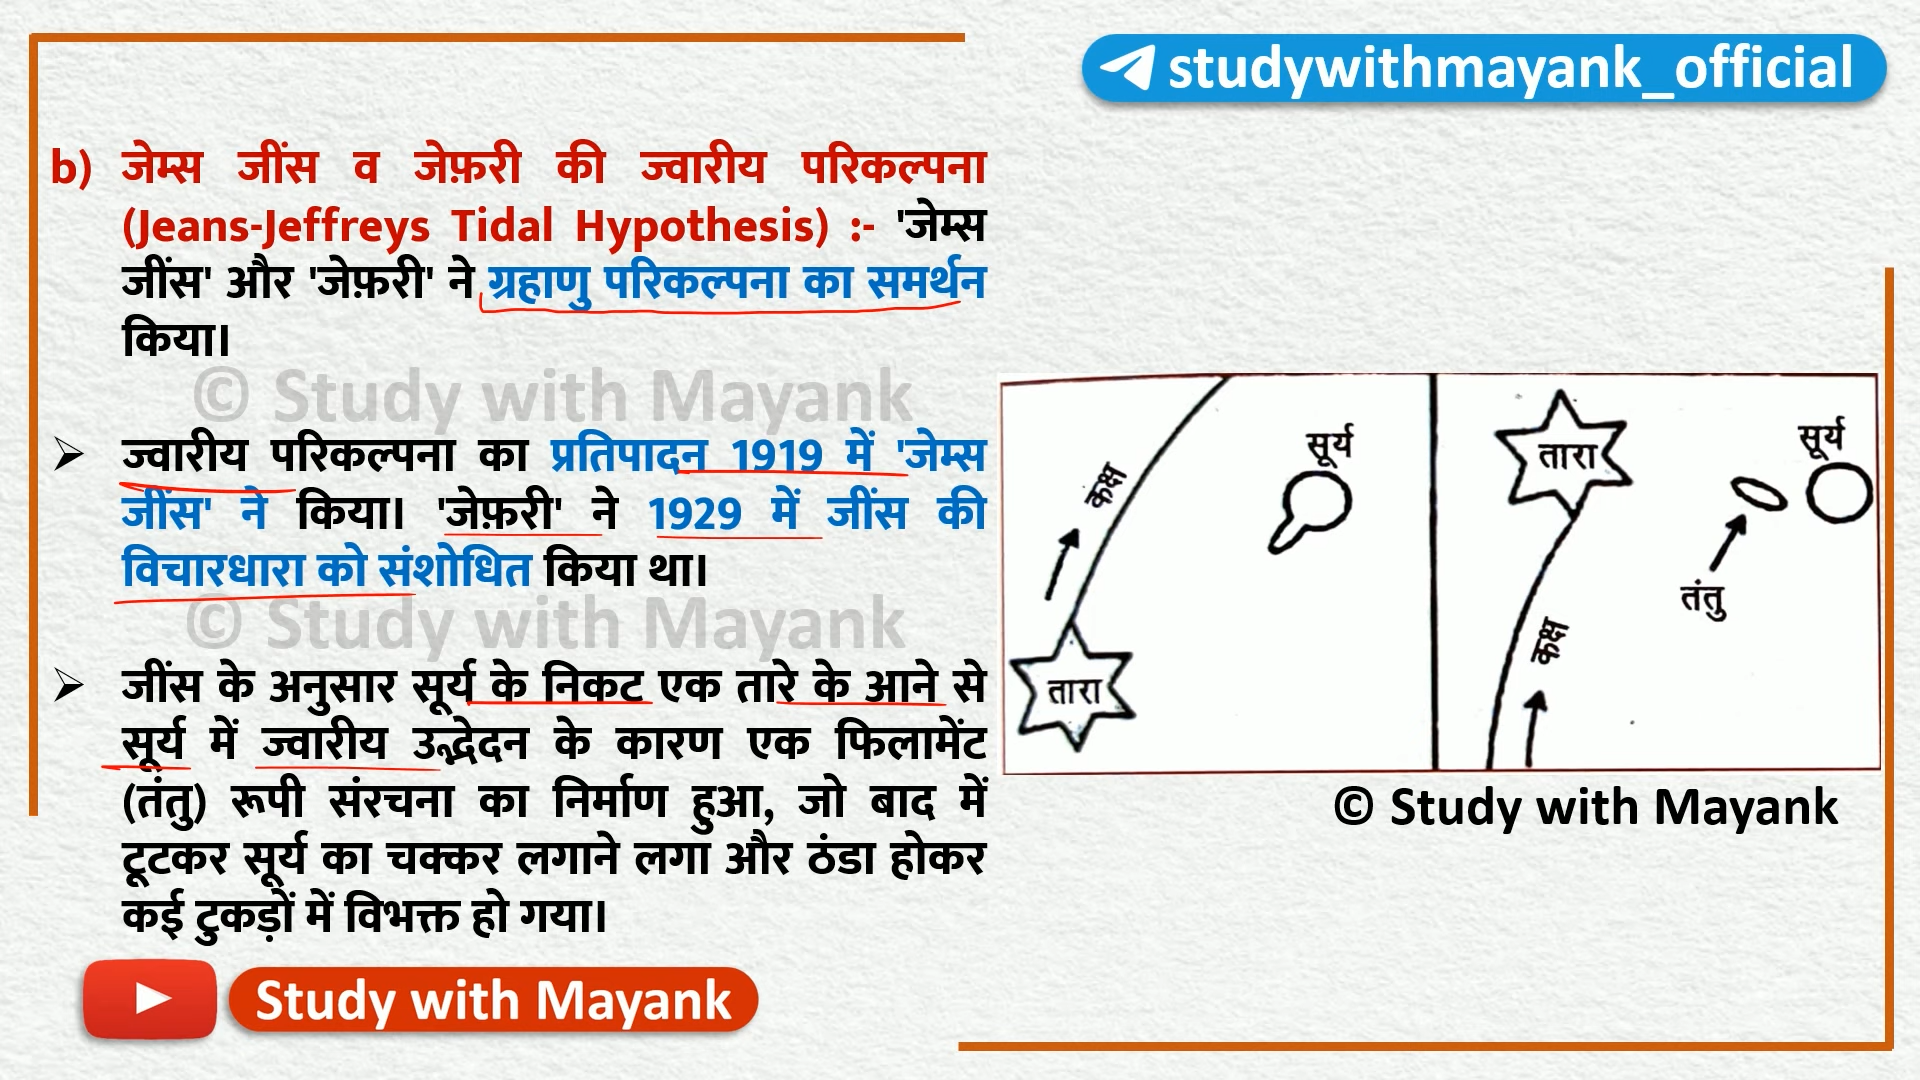 studywithmayank_official
b) जेम्स जींस व जेफ़री की ज्वारीय परिकल्पना
(Jeans-Jeffreys Tidal Hypothesis) :- 'जेम्स
जींस' और 'जेफ़री' ने ग्रहाणु परिकल्पना का समर्थन
किया।
© Study with Mayank
➢ ज्वारीय परिकल्पना का प्रतिपादन 1919 में 'जेम्स
जींस' ने किया। 'जेफ़री' ने 1929 में जींस की
विचारधारा को संशोधित किया था।
© Study with Mayank
➢ जींस के अनुसार सूर्य के निकट एक तारे के आने से
सूर्य में ज्वारीय उद्भेदन के कारण एक फिलामेंट
(तंतु) रूपी संरचना का निर्माण हुआ, जो बाद में
टूटकर सूर्य का चक्कर लगाने लगा और ठंडा होकर
कई टुकड़ों में विभक्त हो गया।
सूर्य
कक्ष
तारा
तारा
सूर्य
तंतु
कक्ष
© Study with Mayank
Study with Mayank